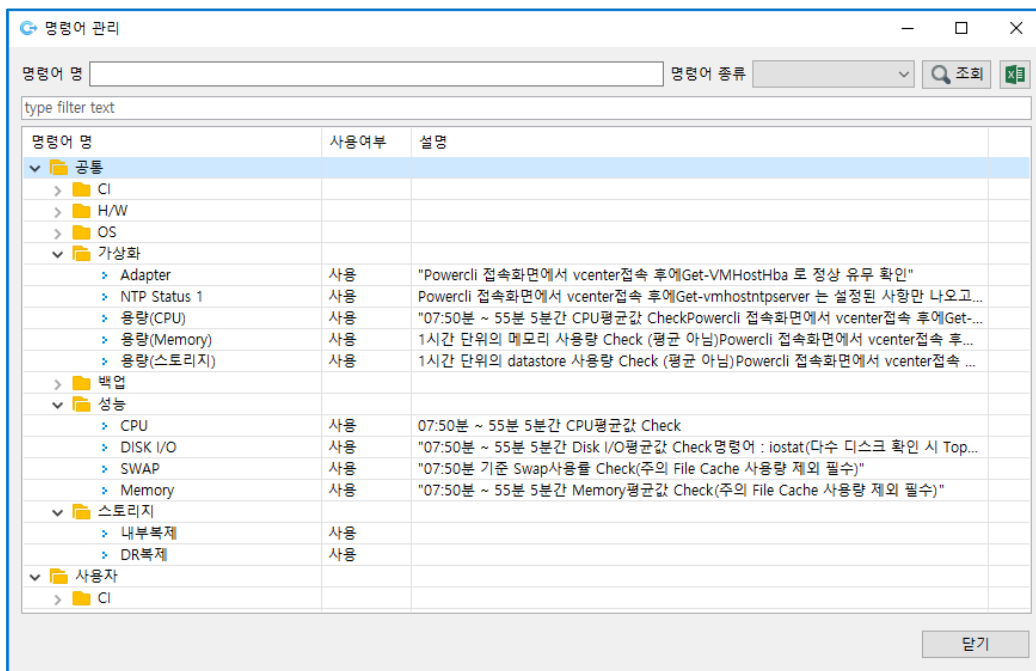 명령어 관리
명령어 명 명령어 종류 조회
type filter text
명령어 명 사용여부 설명
공통
CI
H/W
OS
가상화
Adapter 사용 "Powercli 접속화면에서 vcenter접속 후에Get-VMHostHba 로 정상 유무 확인"
NTP Status 1 사용 Powercli 접속화면에서 vcenter접속 후에Get-vmhostntpserver 는 설정된 사항만 나오고...
용량(CPU) 사용 "07:50분 ~ 55분 5분간 CPU평균값 CheckPowercli 접속화면에서 vcenter접속 후에Get-...
용량(Memory) 사용 1시간 단위의 메모리 사용량 Check (평균 아님)Powercli 접속화면에서 vcenter접속 후...
용량(스토리지) 사용 1시간 단위의 datastore 사용량 Check (평균 아님)Powercli 접속화면에서 vcenter접속 ...
백업
성능
CPU 사용 07:50분 ~ 55분 5분간 CPU평균값 Check
DISK I/O 사용 "07:50분 ~ 55분 5분간 Disk I/O평균값 Check명령어 : iostat(다수 디스크 확인 시 Top...
SWAP 사용 "07:50분 기준 Swap사용률 Check(주의 File Cache 사용량 제외 필수)"
Memory 사용 "07:50분 ~ 55분 5분간 Memory평균값 Check(주의 File Cache 사용량 제외 필수)"
스토리지
내부복제 사용
DR복제 사용
사용자
CI
닫기